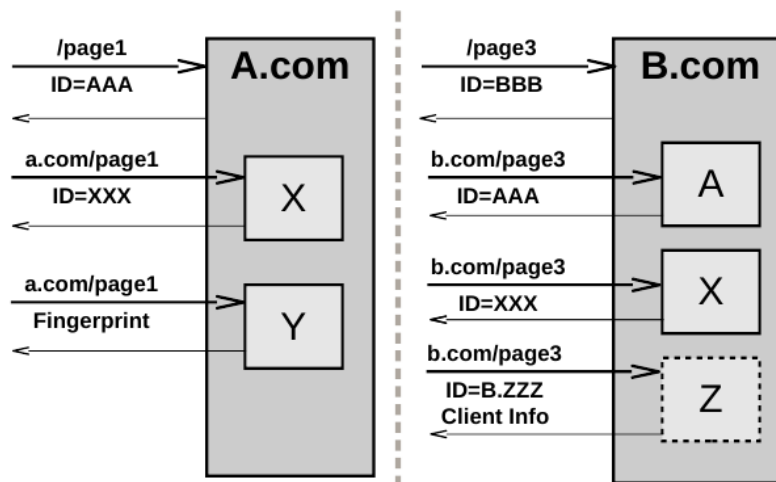 /page1
A.com
ID=AAA
a.com/page1
X
ID=XXX
a.com/page1
Y
Fingerprint
/page3
B.com
ID=BBB
b.com/page3
A
ID=AAA
b.com/page3
X
ID=XXX
b.com/page3
Z
ID=B.ZZZ
Client Info